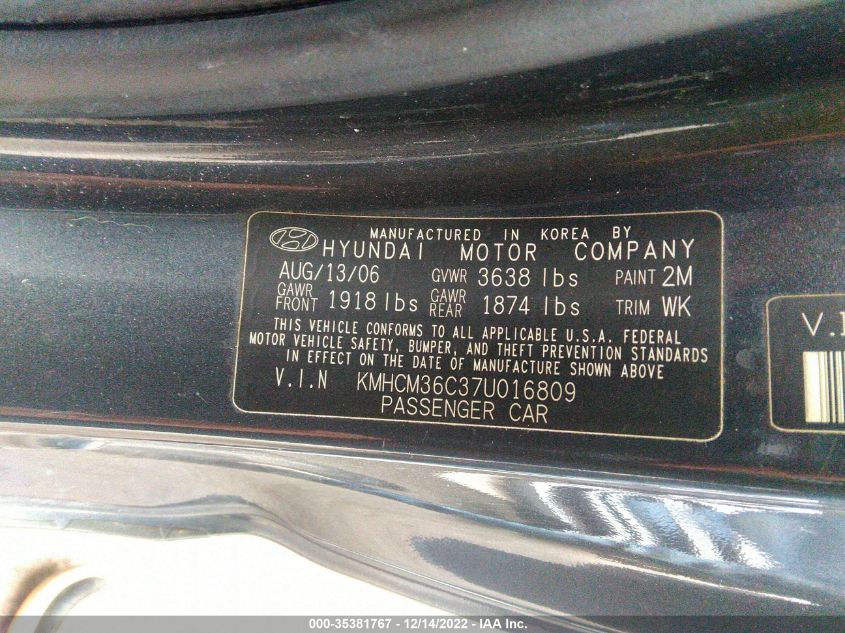 MANUFACTURED IN KOREA BY
HYUNDAI MOTOR COMPANY
AUG/13/06 GVWR 3638 lbs PAINT 2M
GAWR FRONT 1918 lbs GAWR REAR 1874 lbs TRIM WK
THIS VEHICLE CONFORMS TO ALL APPLICABLE U.S.A. FEDERAL
MOTOR VEHICLE SAFETY, BUMPER, AND THEFT PREVENTION STANDARDS
IN EFFECT ON THE DATE OF MANUFACTURE SHOWN ABOVE
V.I.N KMHCM36C37U016809
PASSENGER CAR
000-35381767 - 12/14/2022 - IAA Inc.